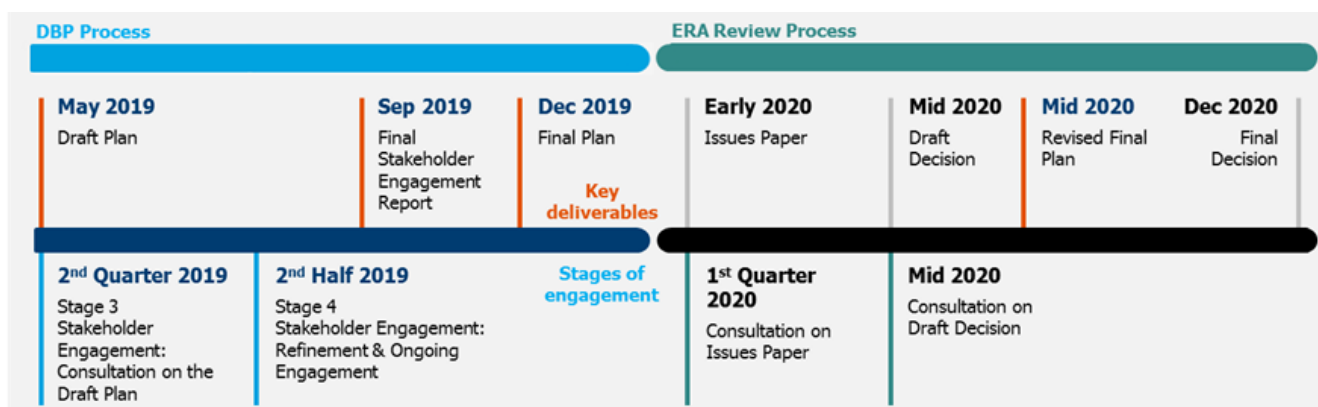 DBP Process
ERA Review Process
May 2019
Draft Plan
Sep 2019
Final
Stakeholder
Engagement
Report
Dec 2019
Final Plan
Key
deliverables
Early 2020
Issues Paper
Mid 2020
Draft
Decision
Mid 2020
Revised Final
Plan
Dec 2020
Final
Decision
2nd Quarter 2019
Stage 3
Stakeholder
Engagement:
Consultation on the
Draft Plan
2nd Half 2019
Stage 4
Stakeholder Engagement:
Refinement & Ongoing
Engagement
Stages of
engagement
1st Quarter
2020
Consultation on
Issues Paper
Mid 2020
Consultation on
Draft Decision